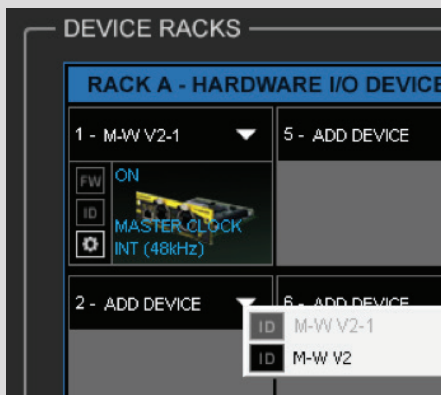 DEVICE RACKS
RACK A - HARDWARE I/O DEVICE
1 - M-W V2-1
5 - ADD DEVICE
FW
ON
ID
MASTER CLOCK
INT (48kHz)
2 - ADD DEVICE
6 - ADD DEVICE
ID M-W V2-1
ID M-W V2